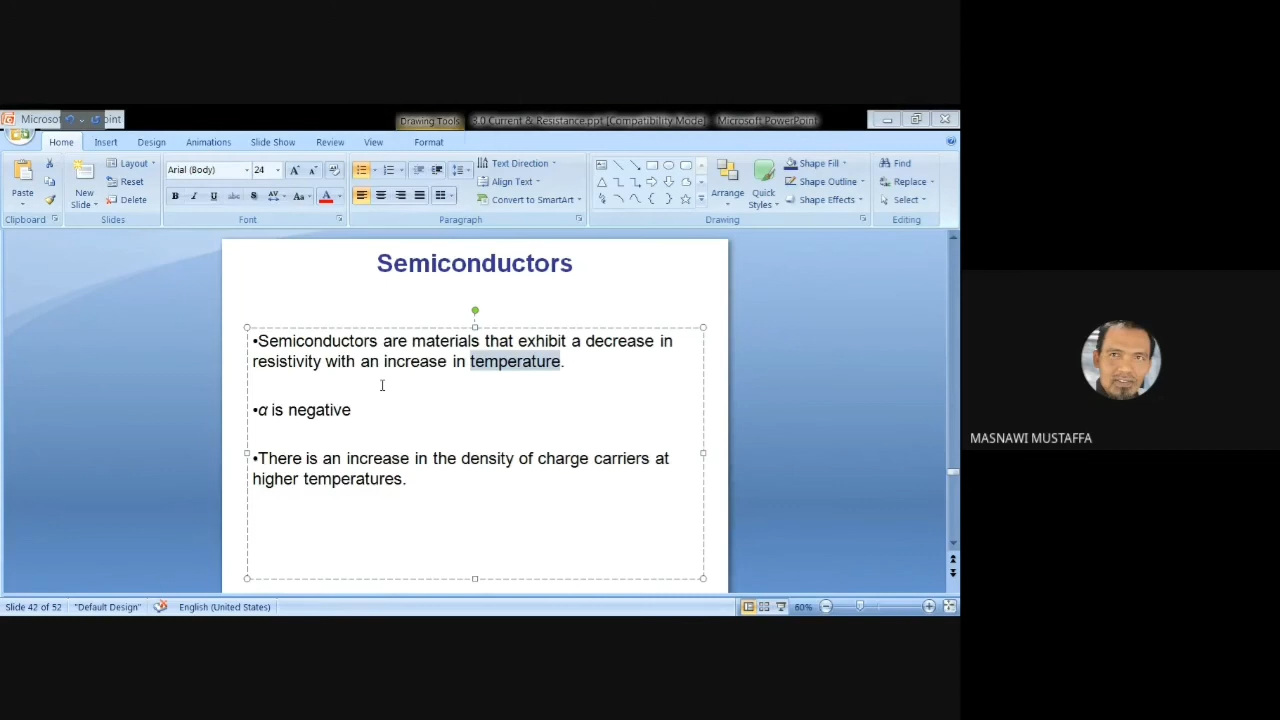 Microsoft point
Drawing Tools
3.0 Current & Resistance.ppt [Compatibility Mode] - Microsoft PowerPoint
Home Insert Design Animations Slide Show Review View Format
Paste
Clipboard
New Slide
Layout
Reset
Delete
Slides
Arial (Body) 24
B I U abc S AV Aa A
Font
Text Direction
Align Text
Convert to SmartArt
Paragraph
Arrange
Quick Styles
Shape Fill
Shape Outline
Shape Effects
Drawing
Find
Replace
Select
Editing
Semiconductors
•Semiconductors are materials that exhibit a decrease in
resistivity with an increase in temperature.
•α is negative
•There is an increase in the density of charge carriers at
higher temperatures.
MASNAWI MUSTAFFA
Slide 42 of 52 "Default Design" English (United States) 60%